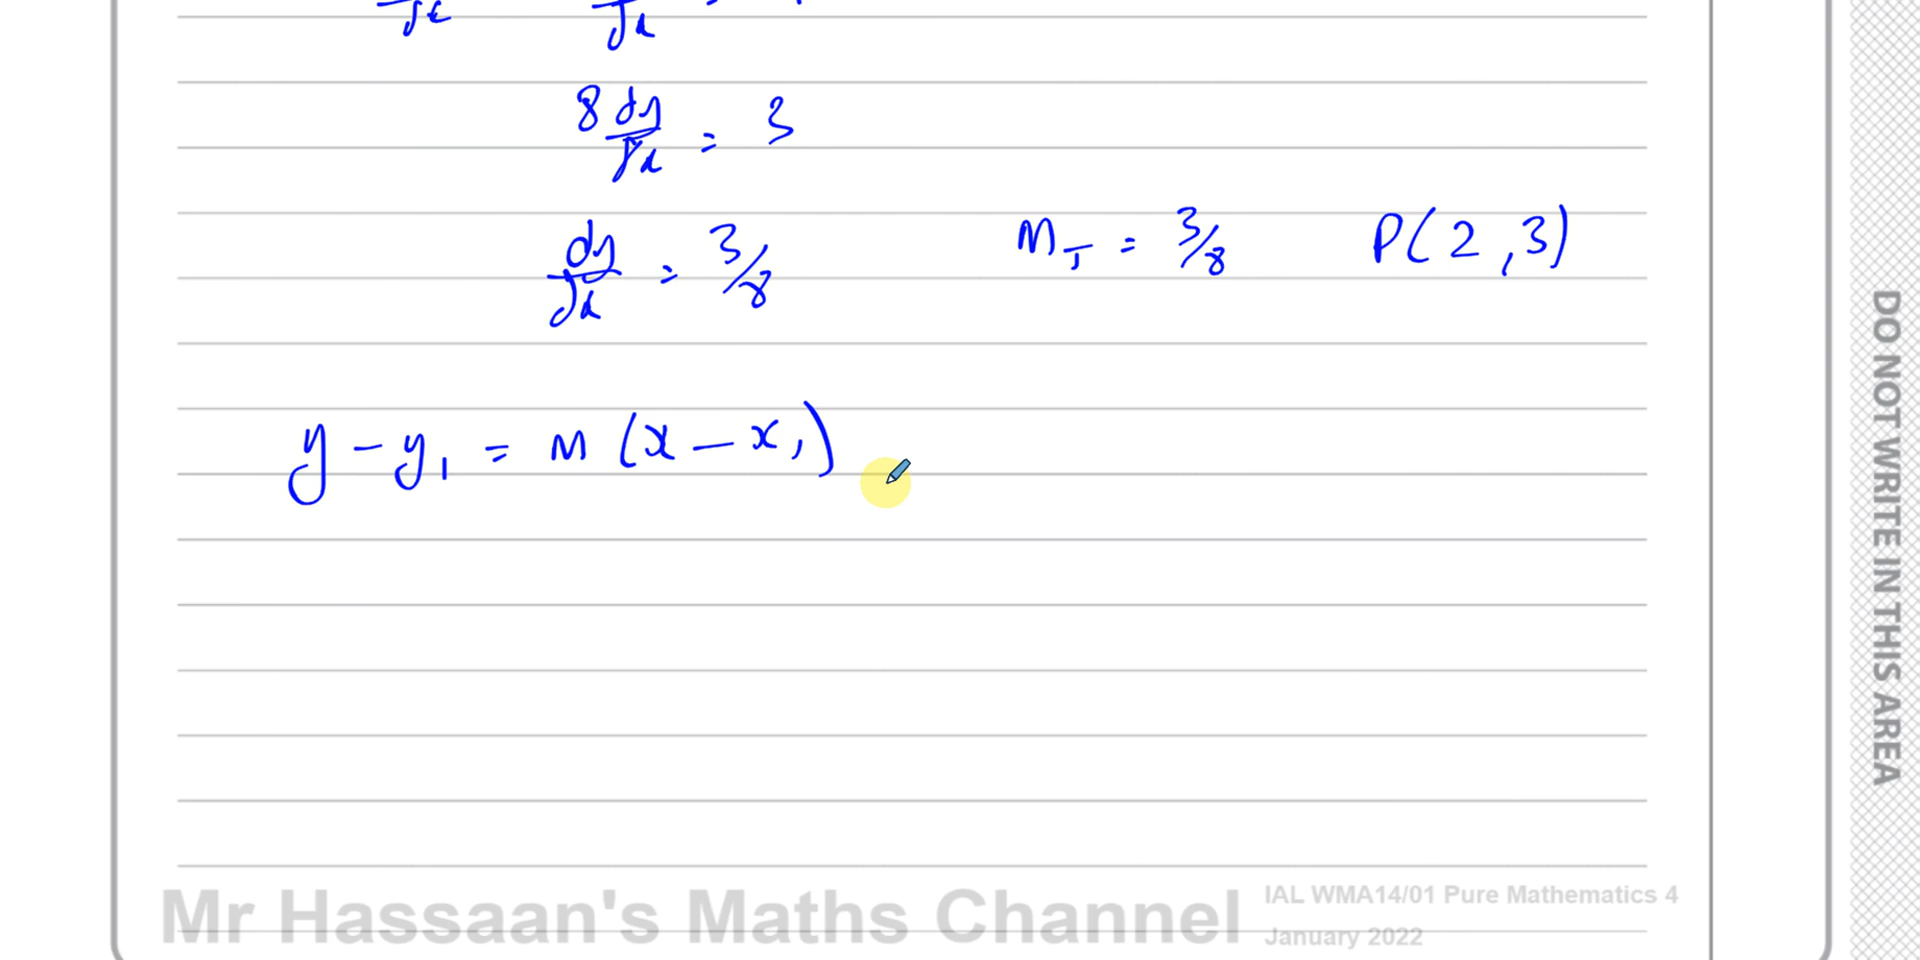 8 dy/dx = 3
dy/dx = 3/8 M_T = 3/8 P(2,3)
y - y₁ = m (x - x₁)
DO NOT WRITE IN THIS AREA
Mr Hassaan's Maths Channel
IAL WMA14/01 Pure Mathematics 4
January 2022